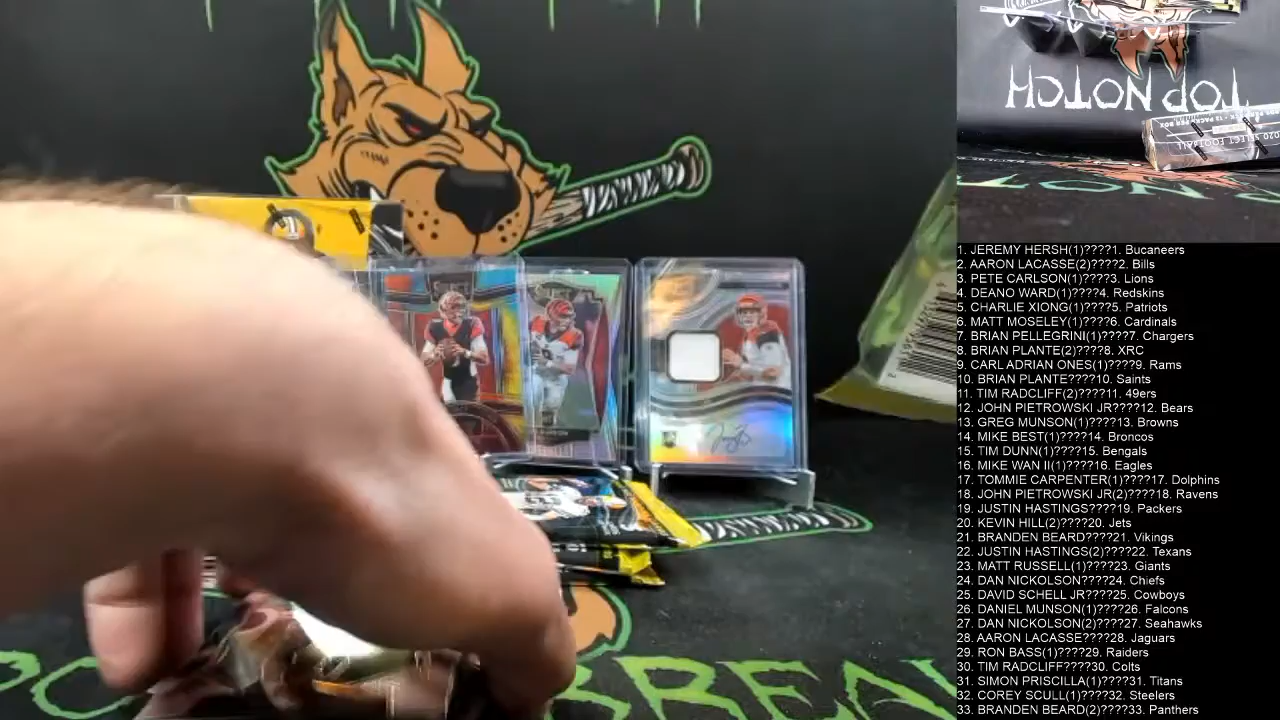 TOP NOTCH
2020 SELECT FOOTBALL
1. JEREMY HERSH(1)????1. Bucaneers
2. AARON LACASSE(2)????2. Bills
3. PETE CARLSON(1)????3. Lions
4. DEANO WARD(1)????4. Redskins
5. CHARLIE XIONG(1)????5. Patriots
6. MATT MOSELEY(1)????6. Cardinals
7. BRIAN PELLEGRINI(1)????7. Chargers
8. BRIAN PLANTE(2)????8. XRC
9. CARL ADRIAN ONES(1)????9. Rams
10. BRIAN PLANTE????10. Saints
11. TIM RADCLIFF(2)????11. 49ers
12. JOHN PIETROWSKI JR????12. Bears
13. GREG MUNSON(1)????13. Browns
14. MIKE BEST(1)????14. Broncos
15. TIM DUNN(1)????15. Bengals
16. MIKE WAN II(1)????16. Eagles
17. TOMMIE CARPENTER(1)????17. Dolphins
18. JOHN PIETROWSKI JR(2)????18. Ravens
19. JUSTIN HASTINGS????19. Packers
20. KEVIN HILL(2)????20. Jets
21. BRANDEN BEARD????21. Vikings
22. JUSTIN HASTINGS(2)????22. Texans
23. MATT RUSSELL(1)????23. Giants
24. DAN NICKOLSON????24. Chiefs
25. DAVID SCHELL JR????25. Cowboys
26. DANIEL MUNSON(1)????26. Falcons
27. DAN NICKOLSON(2)????27. Seahawks
28. AARON LACASSE????28. Jaguars
29. RON BASS(1)????29. Raiders
30. TIM RADCLIFF????30. Colts
31. SIMON PRISCILLA(1)????31. Titans
32. COREY SCULL(1)????32. Steelers
33. BRANDEN BEARD(2)????33. Panthers
SELECT
BREA